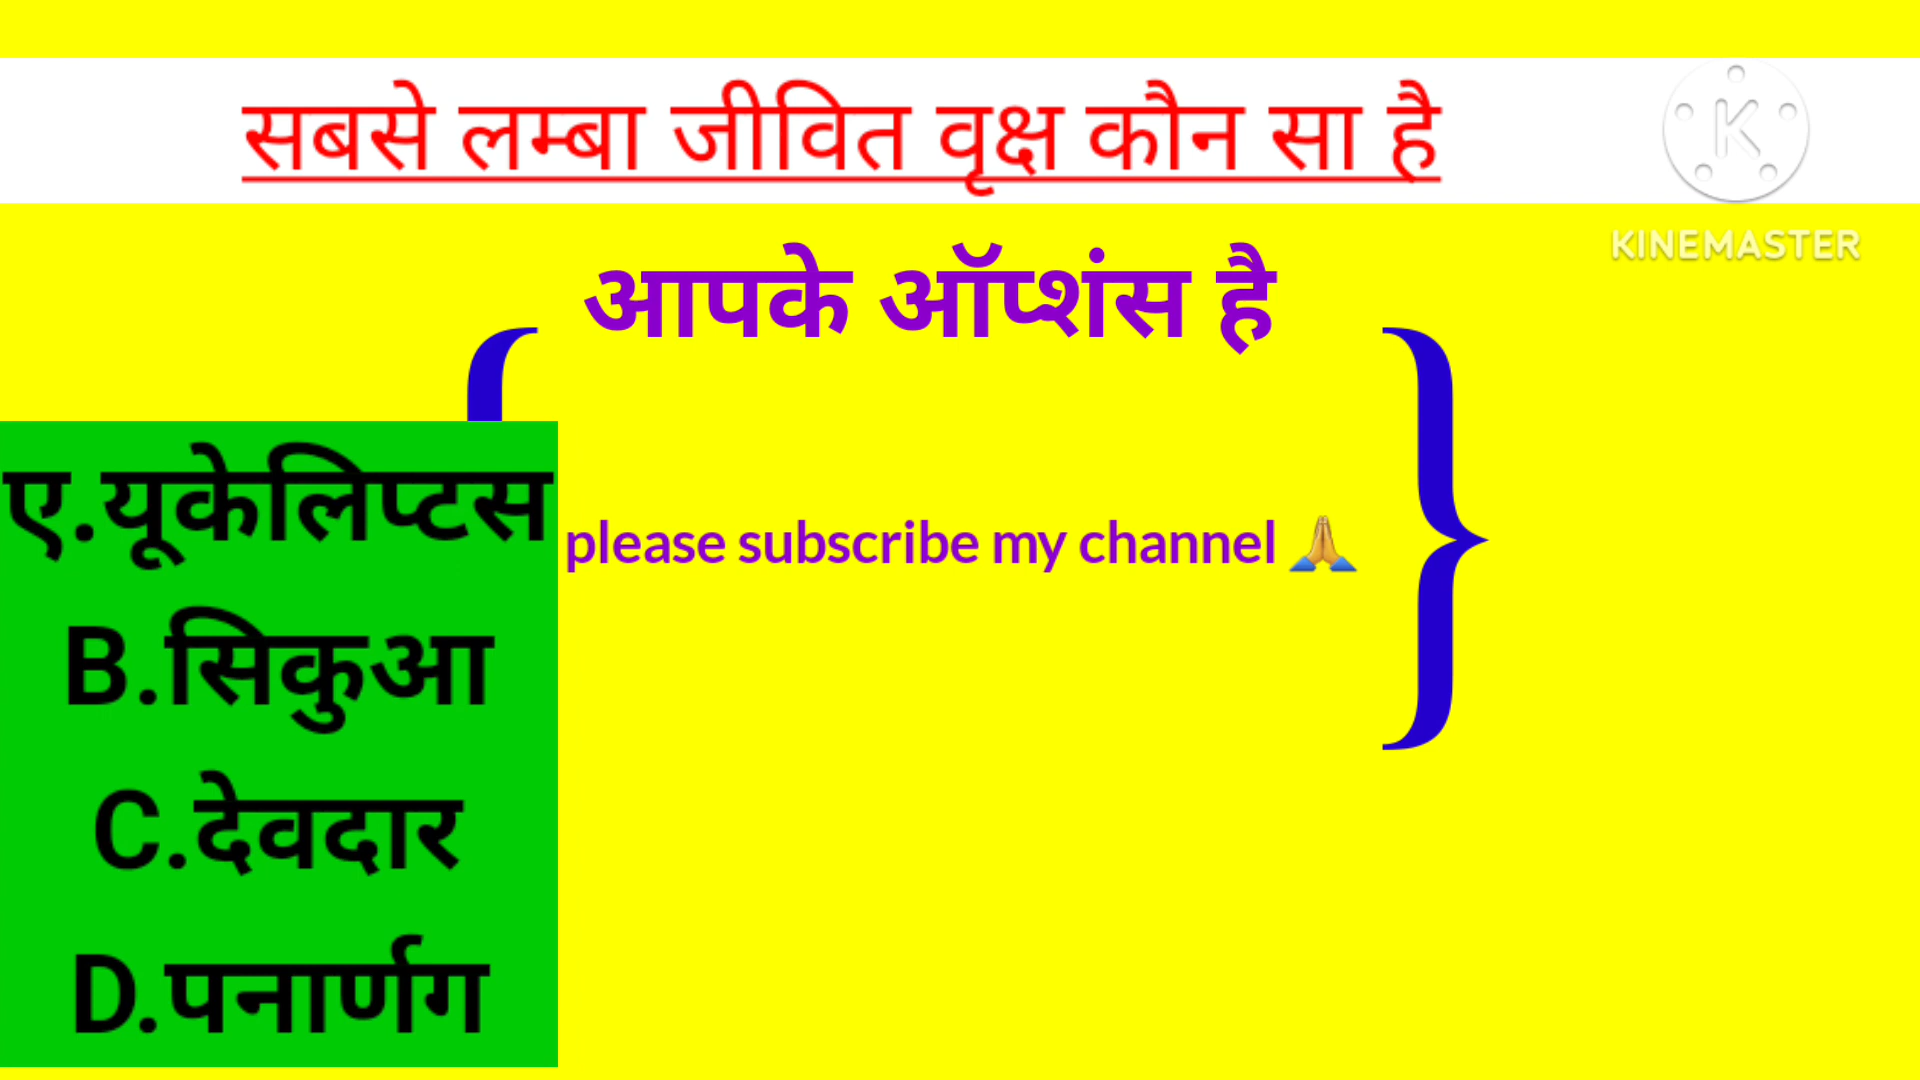 सबसे लम्बा जीवित वृक्ष कौन सा है
K
KINEMASTER
आपके ऑप्शंस है
{ }
ए.यूकेलिप्टस
please subscribe my channel 🙏
B.सिकुआ
C.देवदार
D.पनार्णग